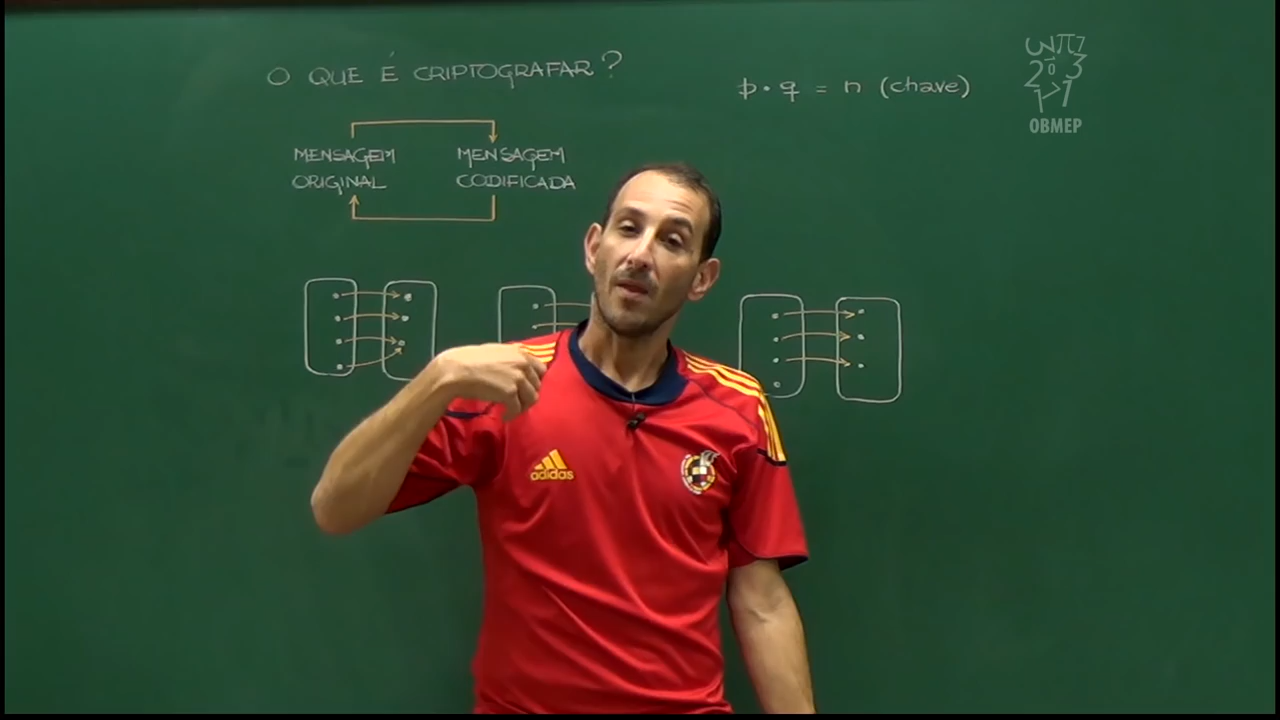 O QUE É CRIPTOGRAFAR?
p·q = n (chave)
MENSAGEM ORIGINAL
MENSAGEM CODIFICADA
OBMEP
adidas